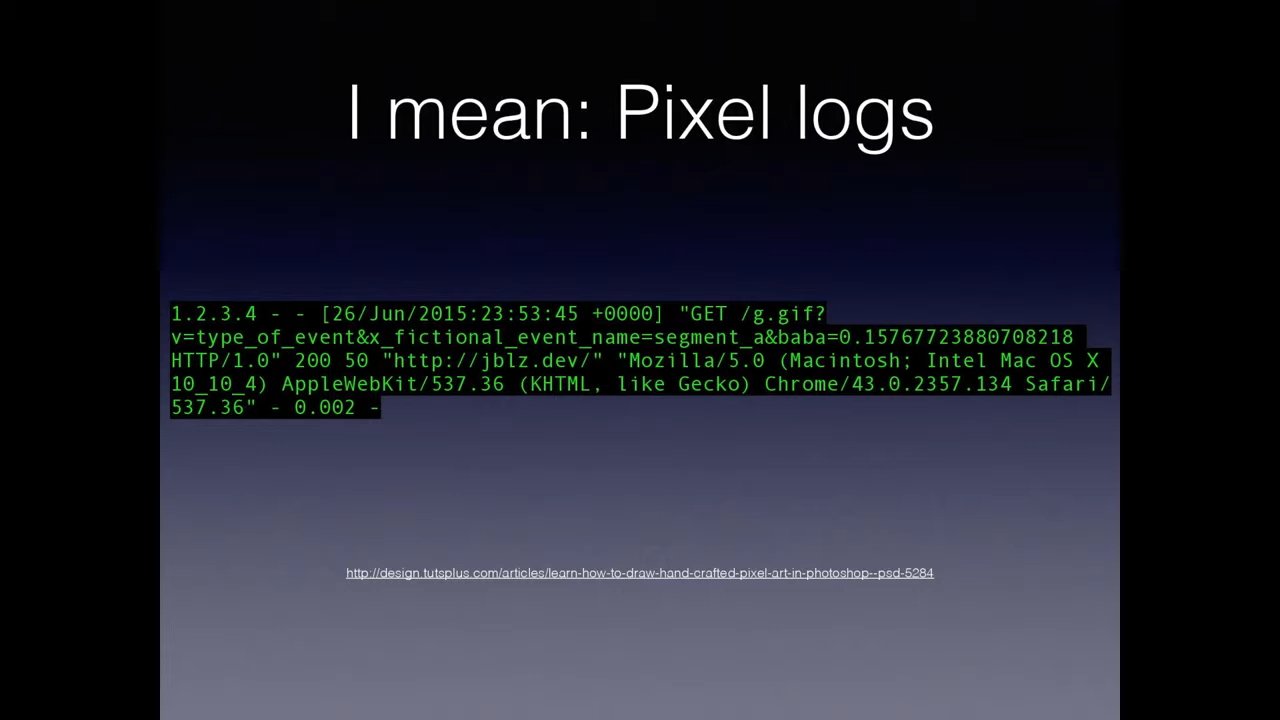 I mean: Pixel logs
1.2.3.4 - - [26/Jun/2015:23:53:45 +0000] "GET /g.gif?
v=type_of_event&x_fictional_event_name=segment_a&baba=0.15767723880708218
HTTP/1.0" 200 50 "http://jblz.dev/" "Mozilla/5.0 (Macintosh; Intel Mac OS X
10_10_4) AppleWebKit/537.36 (KHTML, like Gecko) Chrome/43.0.2357.134 Safari/
537.36" - 0.002 -
http://design.tutsplus.com/articles/learn-how-to-draw-hand-crafted-pixel-art-in-photoshop--psd-5284